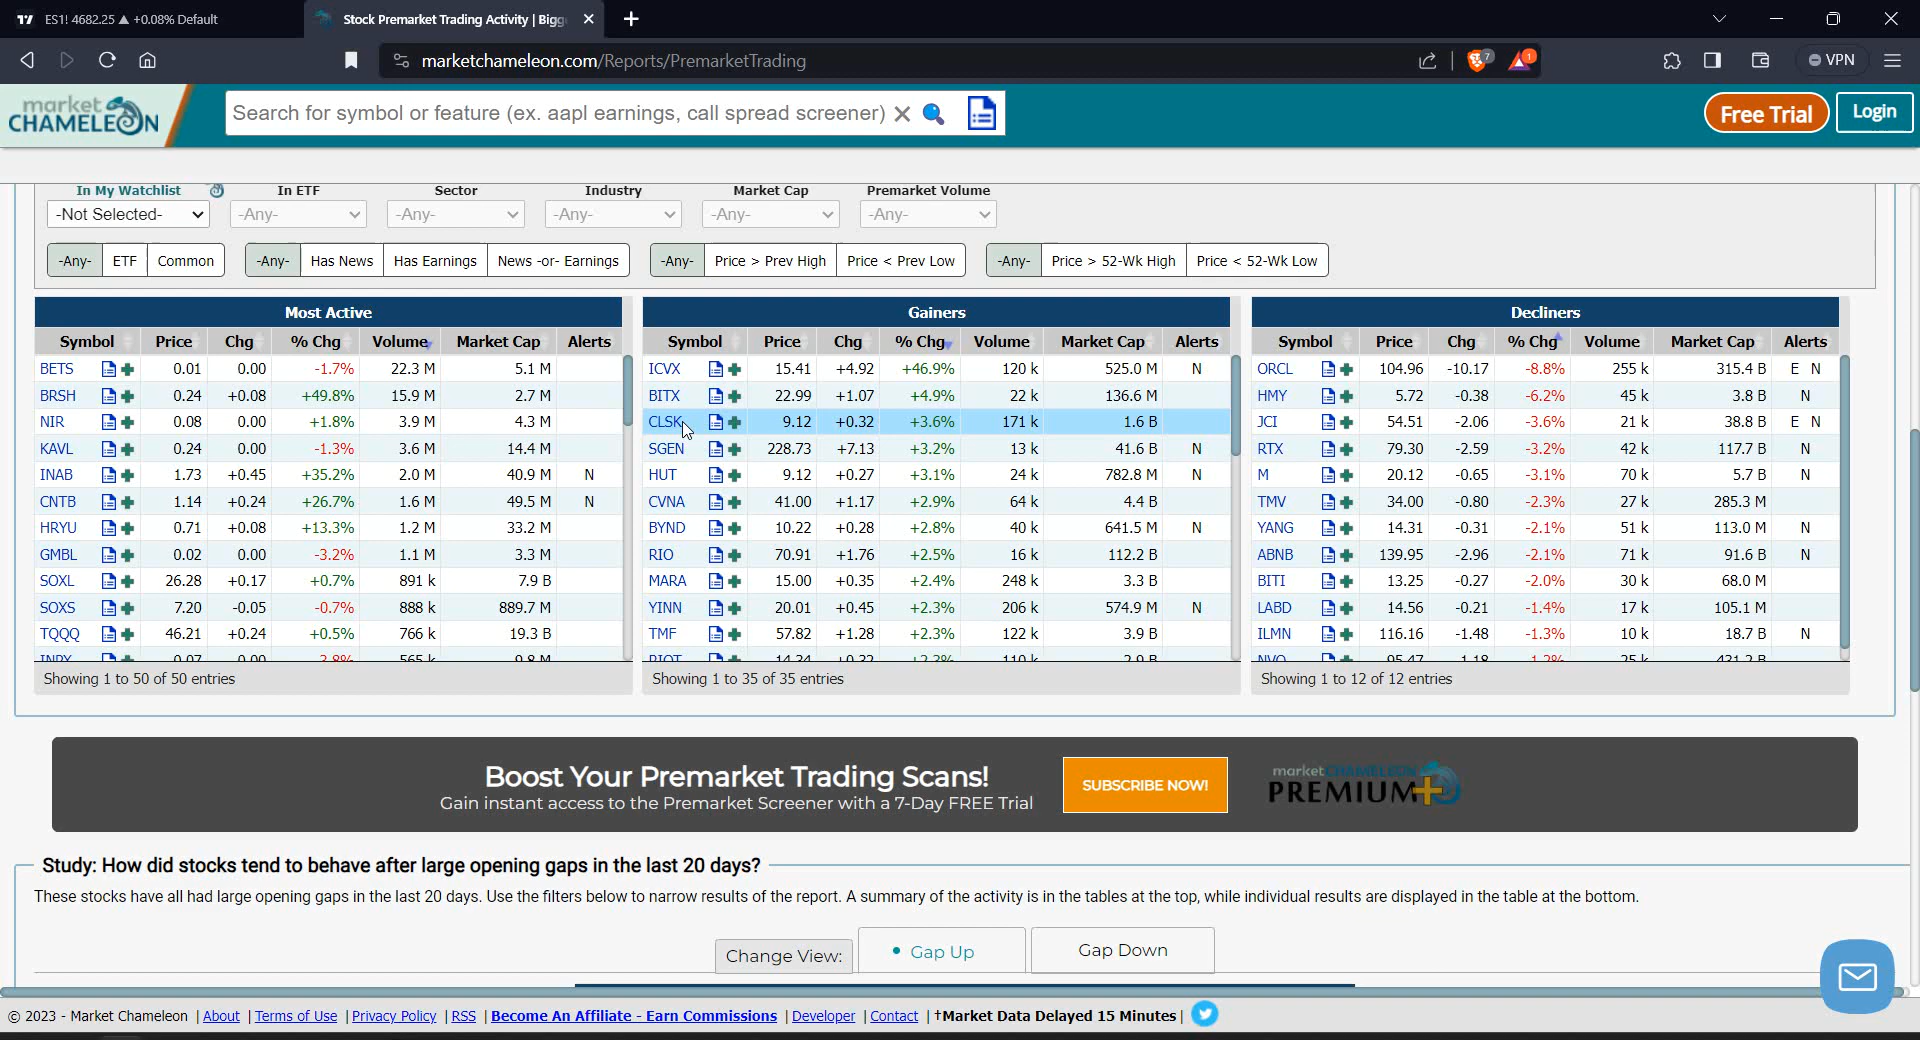 ES1! 4682.25 ▲ +0.08% Default
Stock Premarket Trading Activity | Bigg
marketchameleon.com/Reports/PremarketTrading
7
1
VPN
market CHAMELEON
Search for symbol or feature (ex. aapl earnings, call spread screener)
Free Trial
Login
In My Watchlist In ETF Sector Industry Market Cap Premarket Volume
-Not Selected- -Any- -Any- -Any- -Any- -Any-
-Any- ETF Common -Any- Has News Has Earnings News -or- Earnings -Any- Price > Prev High Price < Prev Low -Any- Price > 52-Wk High Price < 52-Wk Low
Most Active
Symbol Price Chg % Chg Volume Market Cap Alerts
BETS 0.01 0.00 -1.7% 22.3 M 5.1 M
BRSH 0.24 +0.08 +49.8% 15.9 M 2.7 M
NIR 0.08 0.00 +1.8% 3.9 M 4.3 M
KAVL 0.24 0.00 -1.3% 3.6 M 14.4 M
INAB 1.73 +0.45 +35.2% 2.0 M 40.9 M N
CNTB 1.14 +0.24 +26.7% 1.6 M 49.5 M N
HRYU 0.71 +0.08 +13.3% 1.2 M 33.2 M
GMBL 0.02 0.00 -3.2% 1.1 M 3.3 M
SOXL 26.28 +0.17 +0.7% 891 k 7.9 B
SOXS 7.20 -0.05 -0.7% 888 k 889.7 M
TQQQ 46.21 +0.24 +0.5% 766 k 19.3 B
Showing 1 to 50 of 50 entries
Gainers
Symbol Price Chg % Chg Volume Market Cap Alerts
ICVX 15.41 +4.92 +46.9% 120 k 525.0 M N
BITX 22.99 +1.07 +4.9% 22 k 136.6 M
CLSK 9.12 +0.32 +3.6% 171 k 1.6 B
SGEN 228.73 +7.13 +3.2% 13 k 41.6 B N
HUT 9.12 +0.27 +3.1% 24 k 782.8 M N
CVNA 41.00 +1.17 +2.9% 64 k 4.4 B
BYND 10.22 +0.28 +2.8% 40 k 641.5 M N
RIO 70.91 +1.76 +2.5% 16 k 112.2 B
MARA 15.00 +0.35 +2.4% 248 k 3.3 B
YINN 20.01 +0.45 +2.3% 206 k 574.9 M N
TMF 57.82 +1.28 +2.3% 122 k 3.9 B
Showing 1 to 35 of 35 entries
Decliners
Symbol Price Chg % Chg Volume Market Cap Alerts
ORCL 104.96 -10.17 -8.8% 255 k 315.4 B E N
HMY 5.72 -0.38 -6.2% 45 k 3.8 B N
JCI 54.51 -2.06 -3.6% 21 k 38.8 B E N
RTX 79.30 -2.59 -3.2% 42 k 117.7 B N
M 20.12 -0.65 -3.1% 70 k 5.7 B N
TMV 34.00 -0.80 -2.3% 27 k 285.3 M
YANG 14.31 -0.31 -2.1% 51 k 113.0 M N
ABNB 139.95 -2.96 -2.1% 71 k 91.6 B N
BITI 13.25 -0.27 -2.0% 30 k 68.0 M
LABD 14.56 -0.21 -1.4% 17 k 105.1 M
ILMN 116.16 -1.48 -1.3% 10 k 18.7 B N
Showing 1 to 12 of 12 entries
Boost Your Premarket Trading Scans!
Gain instant access to the Premarket Screener with a 7-Day FREE Trial
SUBSCRIBE NOW!
market CHAMELEON
PREMIUM+
Study: How did stocks tend to behave after large opening gaps in the last 20 days?
These stocks have all had large opening gaps in the last 20 days. Use the filters below to narrow results of the report. A summary of the activity is in the tables at the top, while individual results are displayed in the table at the bottom.
Change View: • Gap Up Gap Down
© 2023 - Market Chameleon | About | Terms of Use | Privacy Policy | RSS | Become An Affiliate - Earn Commissions | Developer | Contact | †Market Data Delayed 15 Minutes |